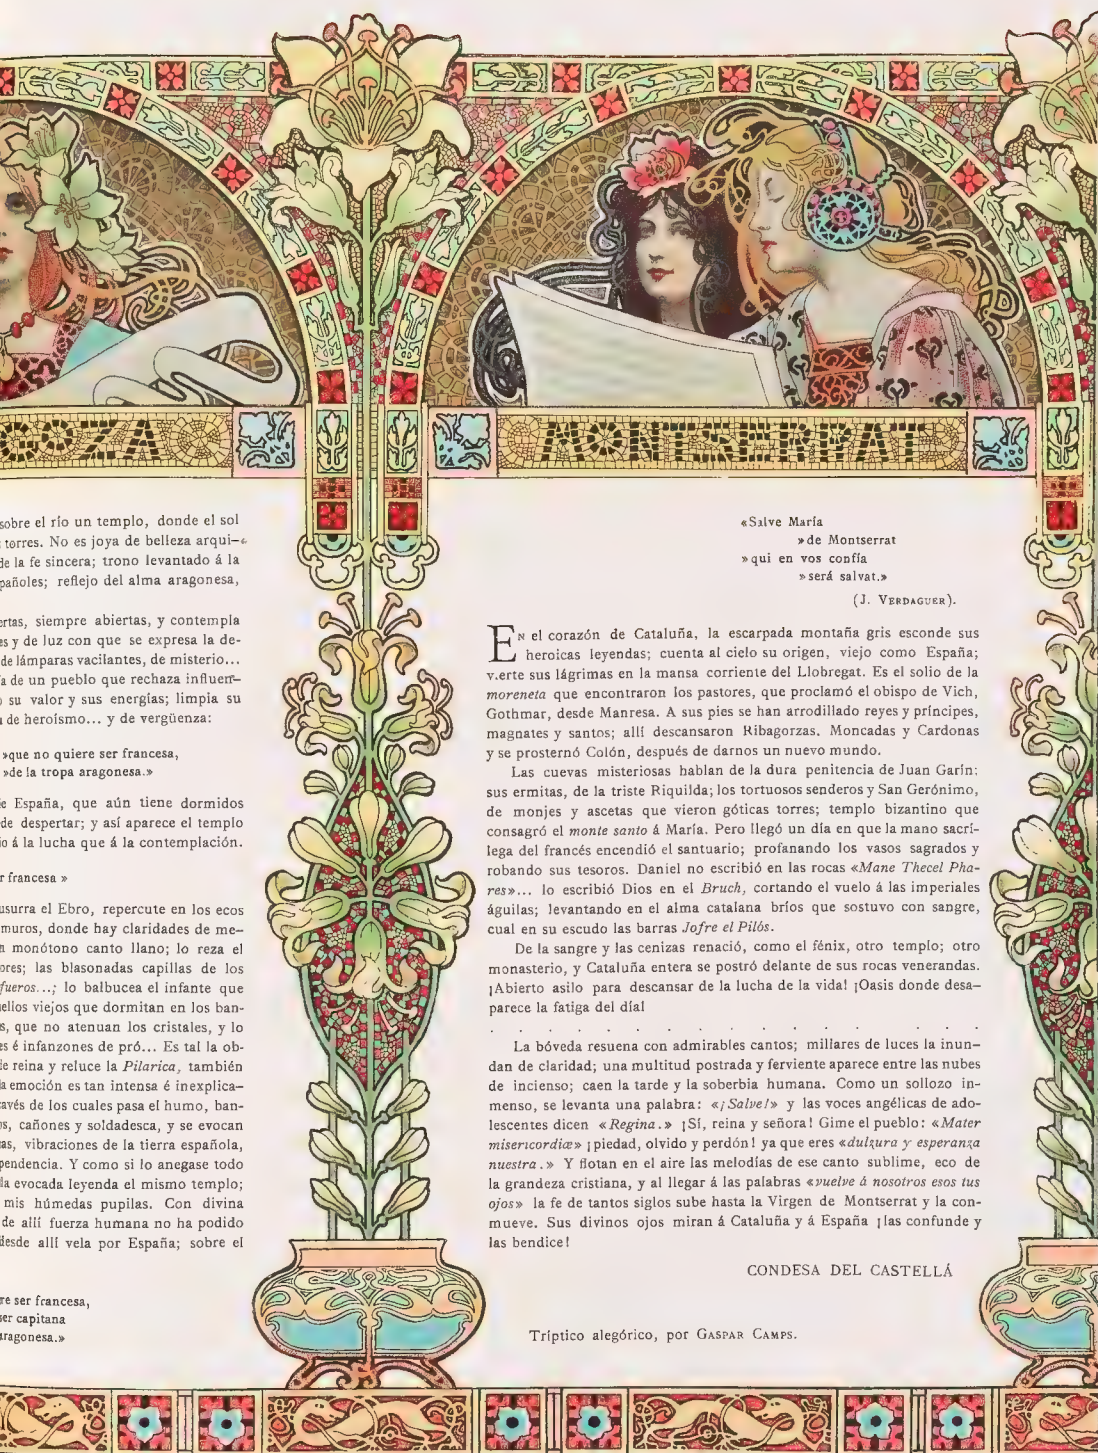 GOZA
sobre el río un templo, donde el sol
torres. No es joya de belleza arqui-
de la fe sincera; trono levantado á la
pañoles; reflejo del alma aragonesa,
ertas, siempre abiertas, y contempla
es y de luz con que se expresa la de-
de lámparas vacilantes, de misterio...
a de un pueblo que rechaza influen-
o su valor y sus energías; limpia su
a de heroísmo... y de vergüenza:
»que no quiere ser francesa,
»de la tropa aragonesa.»
e España, que aún tiene dormidos
de despertar; y así aparece el templo
io á la lucha que á la contemplación.
r francesa »
usurra el Ebro, repercute en los ecos
muros, donde hay claridades de me-
n monótono canto llano; lo reza el
ores; las blasonadas capillas de los
fueros...; lo balbucea el infante que
ellos viejos que dormitan en los ban-
s, que no atenuan los cristales, y lo
es é infanzones de pró... Es tal la ob-
de reina y reluce la Pilarica, también
la emoción es tan intensa é inexplica-
avés de los cuales pasa el humo, ban-
os, cañones y soldadesca, y se evocan
as, vibraciones de la tierra española,
pendencia. Y como si lo anegase todo
la evocada leyenda el mismo templo;
mis húmedas pupilas. Con divina
de allí fuerza humana no ha podido
desde allí vela por España; sobre el
re ser francesa,
ser capitana
aragonesa.»
MONTSERRAT
«Salve María
»de Montserrat
»qui en vos confía
»será salvat.»
(J. VERDAGUER).
EN el corazón de Cataluña, la escarpada montaña gris esconde sus
heroicas leyendas; cuenta al cielo su origen, viejo como España;
v.erte sus lágrimas en la mansa corriente del Llobregat. Es el solio de la
moreneta que encontraron los pastores, que proclamó el obispo de Vich,
Gothmar, desde Manresa. A sus pies se han arrodillado reyes y príncipes,
magnates y santos; allí descansaron Ribagorzas. Moncadas y Cardonas
y se prosternó Colón, después de darnos un nuevo mundo.
Las cuevas misteriosas hablan de la dura penitencia de Juan Garín;
sus ermitas, de la triste Riquilda; los tortuosos senderos y San Gerónimo,
de monjes y ascetas que vieron góticas torres; templo bizantino que
consagró el monte santo á María. Pero llegó un día en que la mano sacrí-
lega del francés encendió el santuario; profanando los vasos sagrados y
robando sus tesoros. Daniel no escribió en las rocas «Mane Thecel Pha-
res»... lo escribió Dios en el Bruch, cortando el vuelo á las imperiales
águilas; levantando en el alma catalana bríos que sostuvo con sangre,
cual en su escudo las barras Jofre el Pilós.
De la sangre y las cenizas renació, como el fénix, otro templo; otro
monasterio, y Cataluña entera se postró delante de sus rocas venerandas.
¡Abierto asilo para descansar de la lucha de la vida! ¡Oasis donde desa-
parece la fatiga del día!
. . . . . . . . . . . . . . . . .
La bóveda resuena con admirables cantos; miliares de luces la inun-
dan de claridad; una multitud postrada y ferviente aparece entre las nubes
de incienso; caen la tarde y la soberbia humana. Como un sollozo in-
menso, se levanta una palabra: «¡Salve!» y las voces angélicas de ado-
lescentes dicen «Regina.» ¡Sí, reina y señora! Gime el pueblo: «Mater
misericordiæ» ¡piedad, olvido y perdón! ya que eres «dulzura y esperanza
nuestra.» Y flotan en el aire las melodías de ese canto sublime, eco de
la grandeza cristiana, y al llegar á las palabras «vuelve á nosotros esos tus
ojos» la fe de tantos siglos sube hasta la Virgen de Montserrat y la con-
mueve. Sus divinos ojos miran á Cataluña y á España ¡las confunde y
las bendice!
CONDESA DEL CASTELLÁ
Tríptico alegórico, por GASPAR CAMPS.